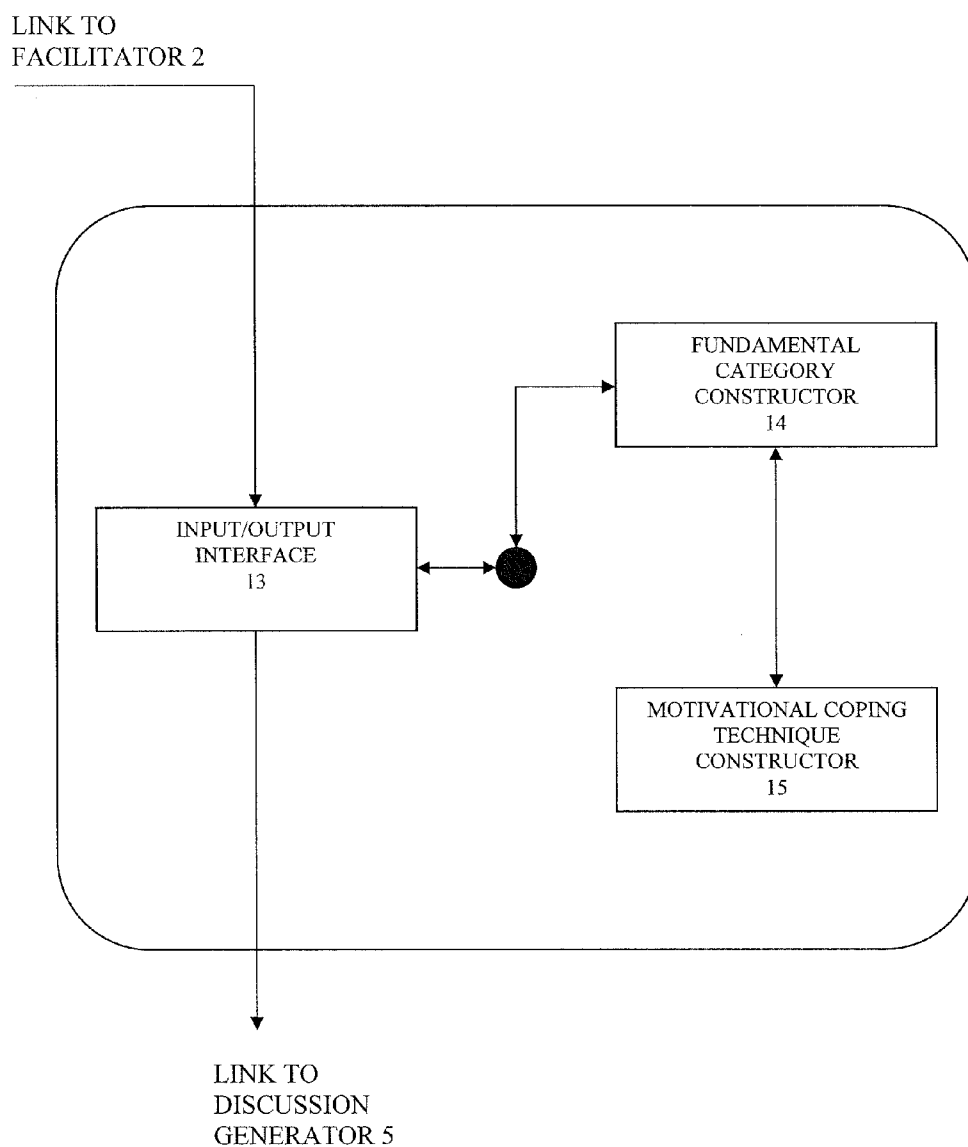 LINK TO
FACILITATOR 2
FUNDAMENTAL
CATEGORY
CONSTRUCTOR
14
INPUT/OUTPUT
INTERFACE
13
MOTIVATIONAL COPING
TECHNIQUE
CONSTRUCTOR
15
LINK TO
DISCUSSION
GENERATOR 5